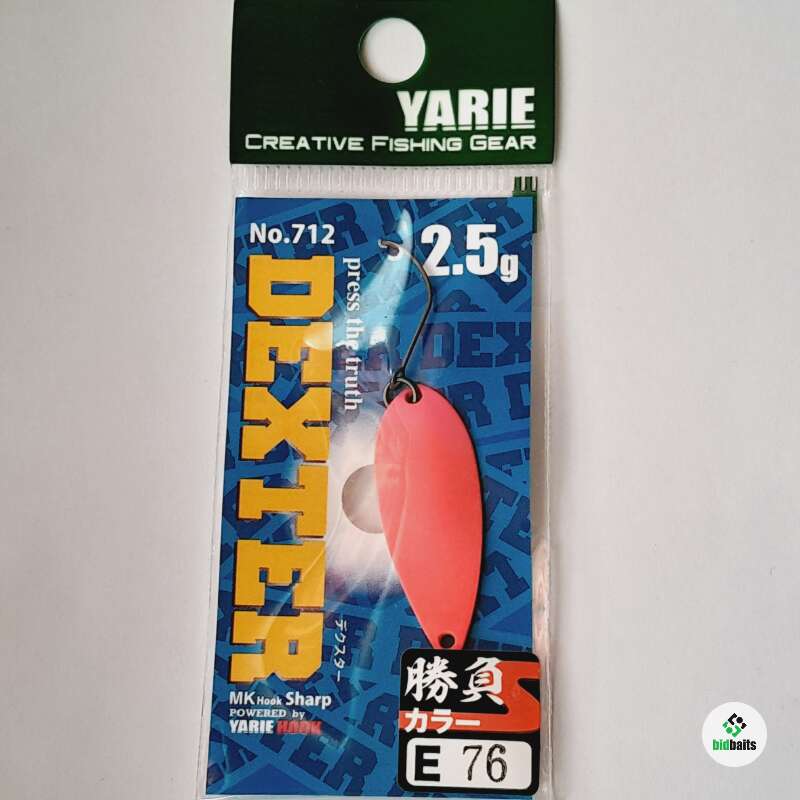 YARIE
CREATIVE FISHING GEAR
No.712
2.5g
DEXTER
press the truth
デクスター
MK Hook Sharp
POWERED by
YARIE HOOK
勝負S
カラー
E 76
bidbaits